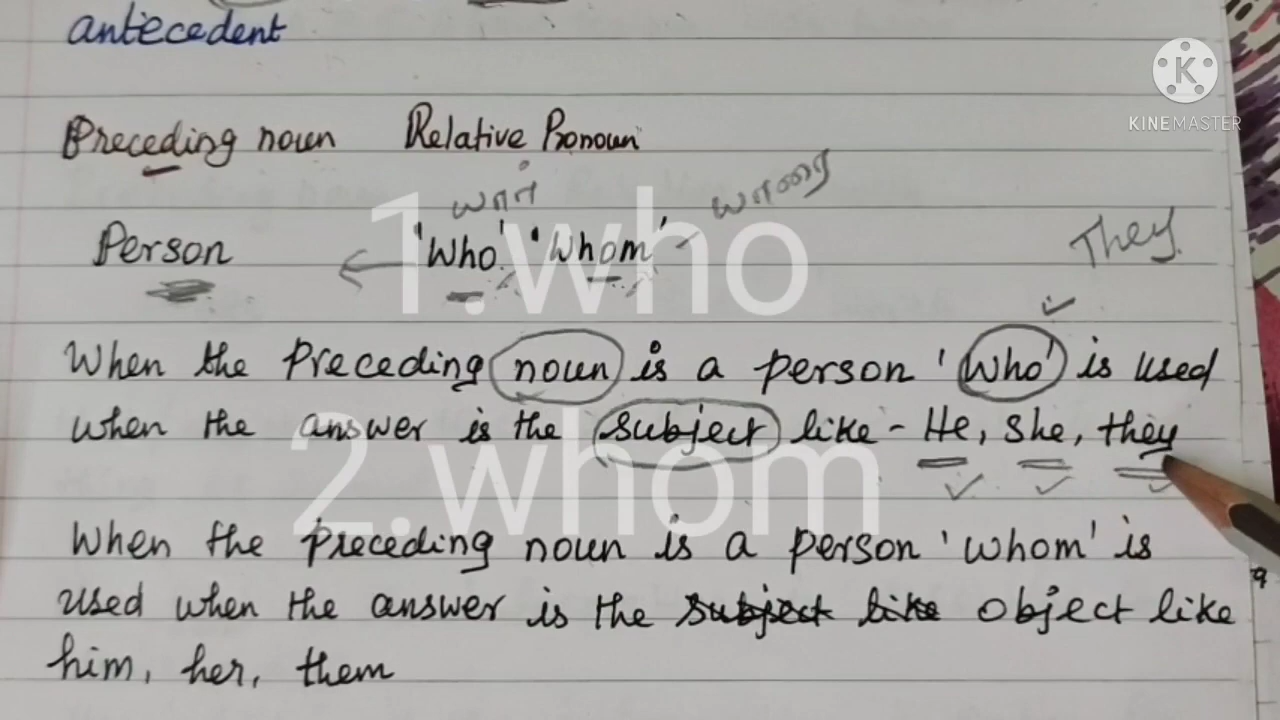 antecedent
KINEMASTER
Preceding noun Relative Pronoun
யார் யாரை
They
Person 'Who' 'Whom'
1.who
When the preceding noun is a person 'who' is used
when the answer is the subject like - He, She, they
2.whom
When the preceding noun is a person 'whom' is
used when the answer is the subject like object like
him, her, them